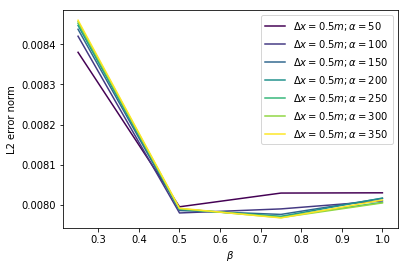 Δx = 0.5m; α = 50
Δx = 0.5m; α = 100
Δx = 0.5m; α = 150
Δx = 0.5m; α = 200
Δx = 0.5m; α = 250
Δx = 0.5m; α = 300
Δx = 0.5m; α = 350
L2 error norm
0.0084
0.0083
0.0082
0.0081
0.0080
0.3 0.4 0.5 0.6 0.7 0.8 0.9 1.0
β